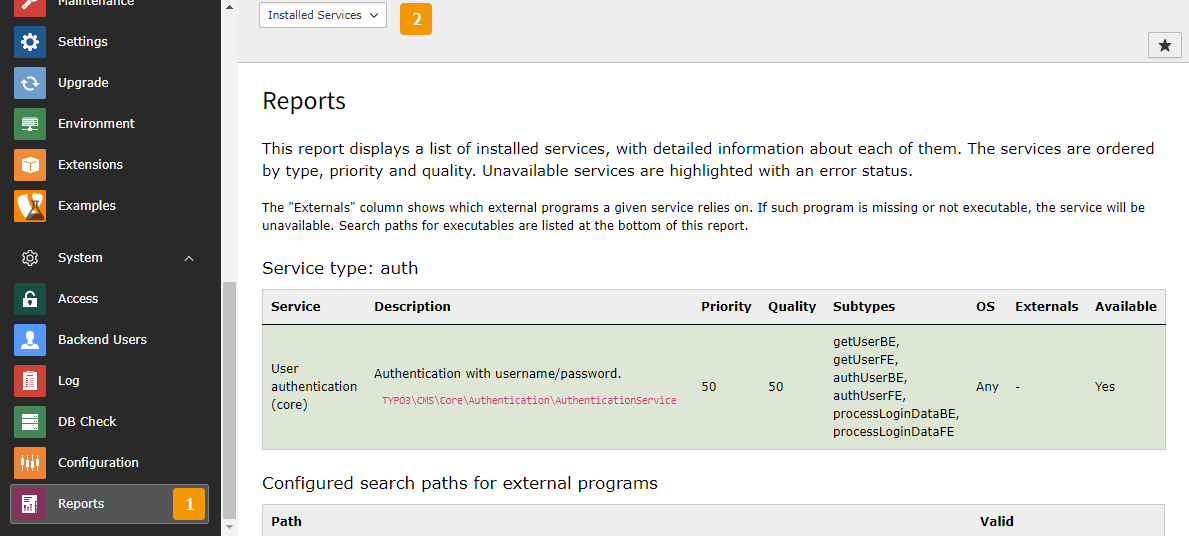 Maintenance
Settings
Upgrade
Environment
Extensions
Examples
System
Access
Backend Users
Log
DB Check
Configuration
Reports
1
Installed Services
2
Reports
This report displays a list of installed services, with detailed information about each of them. The services are ordered
by type, priority and quality. Unavailable services are highlighted with an error status.
The "Externals" column shows which external programs a given service relies on. If such program is missing or not executable, the service will be
unavailable. Search paths for executables are listed at the bottom of this report.
Service type: auth
Service Description Priority Quality Subtypes OS Externals Available
User
authentication
(core)
Authentication with username/password.
TYPO3\CMS\Core\Authentication\AuthenticationService
50
50
getUserBE,
getUserFE,
authUserBE,
authUserFE,
processLoginDataBE,
processLoginDataFE
Any
-
Yes
Configured search paths for external programs
Path Valid